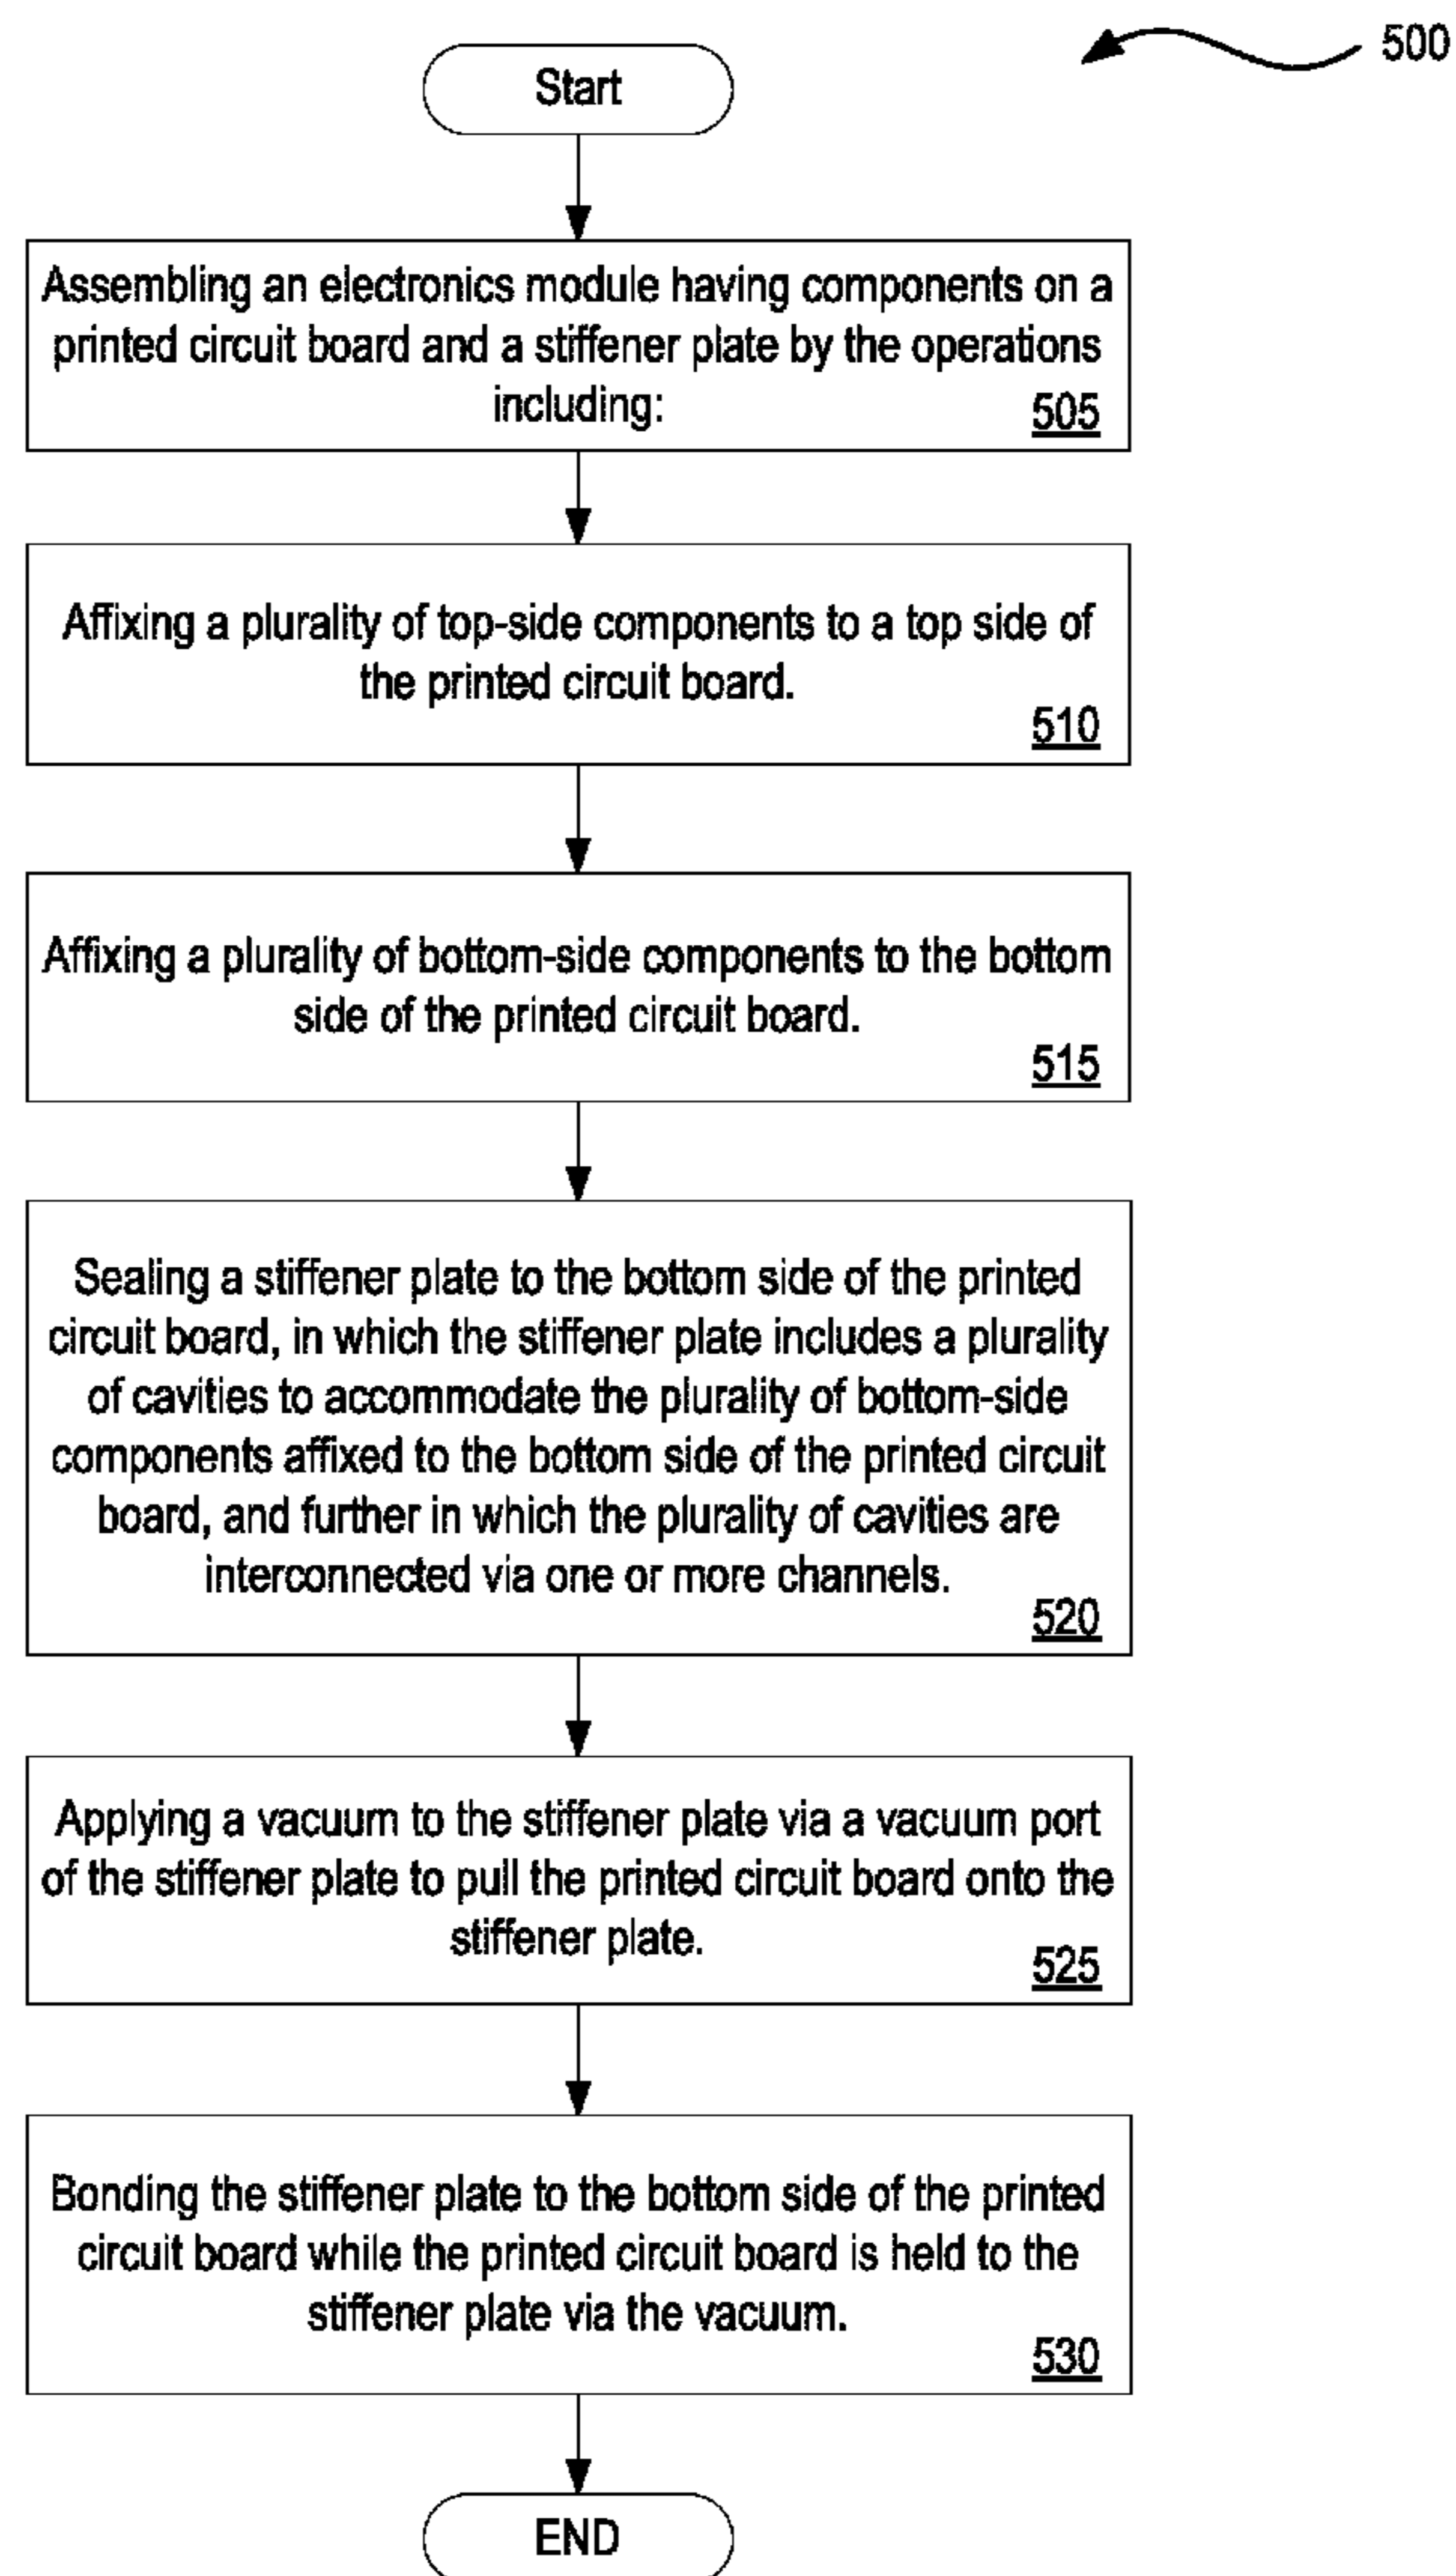 500
Start
Assembling an electronics module having components on a
printed circuit board and a stiffener plate by the operations
including:
505
Affixing a plurality of top-side components to a top side of
the printed circuit board.
510
Affixing a plurality of bottom-side components to the bottom
side of the printed circuit board.
515
Sealing a stiffener plate to the bottom side of the printed
circuit board, in which the stiffener plate includes a plurality
of cavities to accommodate the plurality of bottom-side
components affixed to the bottom side of the printed circuit
board, and further in which the plurality of cavities are
interconnected via one or more channels.
520
Applying a vacuum to the stiffener plate via a vacuum port
of the stiffener plate to pull the printed circuit board onto the
stiffener plate.
525
Bonding the stiffener plate to the bottom side of the printed
circuit board while the printed circuit board is held to the
stiffener plate via the vacuum.
530
END